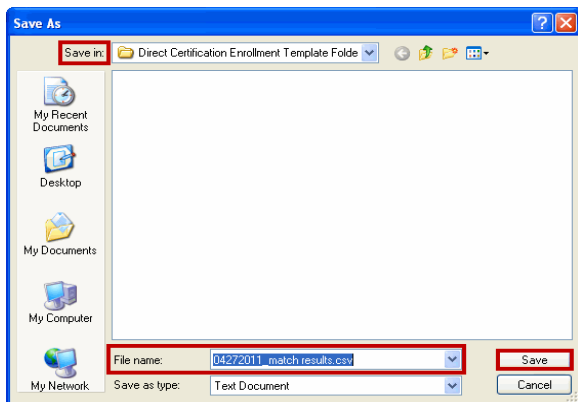 Save As
Save in: Direct Certification Enrollment Template Folde
My Recent
Documents
Desktop
My Documents
My Computer
My Network
File name: 04272011_match results.csv Save
Save as type: Text Document Cancel